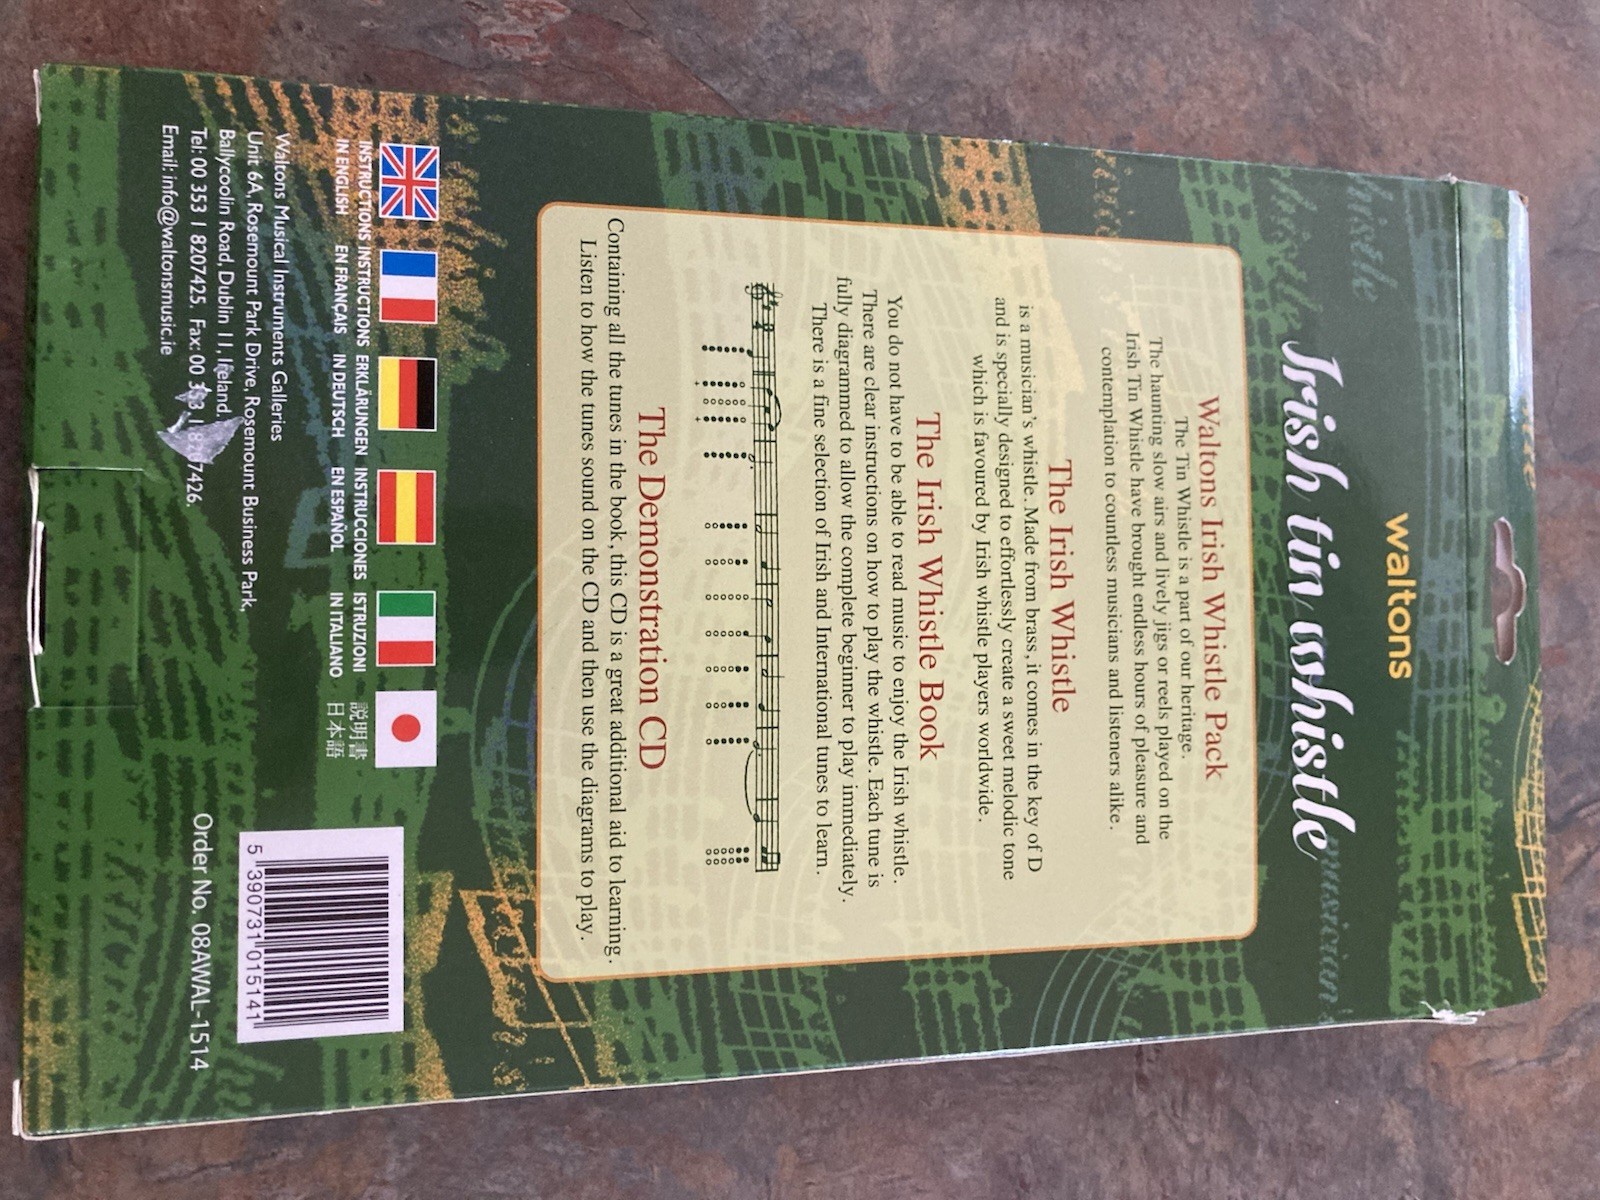 waltons
Irish tin whistle
Waltons Irish Whistle Pack
The Tin Whistle is a part of our heritage.
The haunting slow airs and lively jigs or reels played on the
Irish Tin Whistle have brought endless hours of pleasure and
contemplation to countless musicians and listeners alike.
The Irish Whistle
is a musician's whistle. Made from brass, it comes in the key of D
and is specially designed to effortlessly create a sweet melodic tone
which is favoured by Irish whistle players worldwide.
The Irish Whistle Book
You do not have to be able to read music to enjoy the Irish whistle.
There are clear instructions on how to play the whistle. Each tune is
fully diagrammed to allow the complete beginner to play immediately.
There is a fine selection of Irish and International tunes to learn.
The Demonstration CD
Containing all the tunes in the book, this CD is a great additional aid to learning.
Listen to how the tunes sound on the CD and then use the diagrams to play.
INSTRUCTIONS
IN ENGLISH
INSTRUCTIONS
EN FRANÇAIS
ERKLÄRUNGEN
IN DEUTSCH
INSTRUCCIONES
EN ESPAÑOL
ISTRUZIONI
IN ITALIANO
説明書
日本語
Waltons Musical Instruments Galleries
Unit 6A, Rosemount Park Drive, Rosemount Business Park,
Ballycoolin Road, Dublin 11, Ireland.
Tel: 00 353 1 8207425. Fax: 00 353 1 8207426.
Email: info@waltonsmusic.ie
5 390731 015141
Order No. 08AWAL-1514
whistle
musician